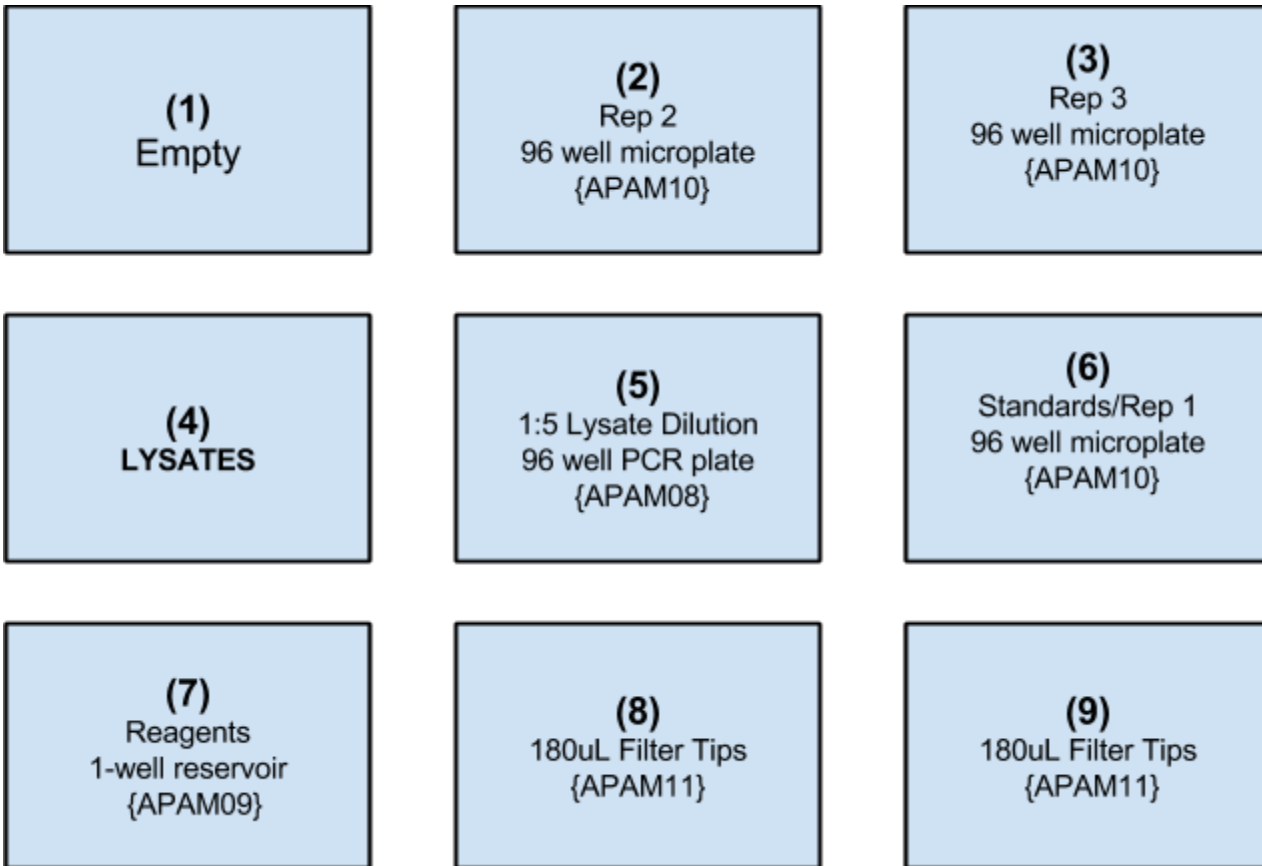 (1)
Empty
(2)
Rep 2
96 well microplate
{APAM10}
(3)
Rep 3
96 well microplate
{APAM10}
(4)
LYSATES
(5)
1:5 Lysate Dilution
96 well PCR plate
{APAM08}
(6)
Standards/Rep 1
96 well microplate
{APAM10}
(7)
Reagents
1-well reservoir
{APAM09}
(8)
180uL Filter Tips
{APAM11}
(9)
180uL Filter Tips
{APAM11}